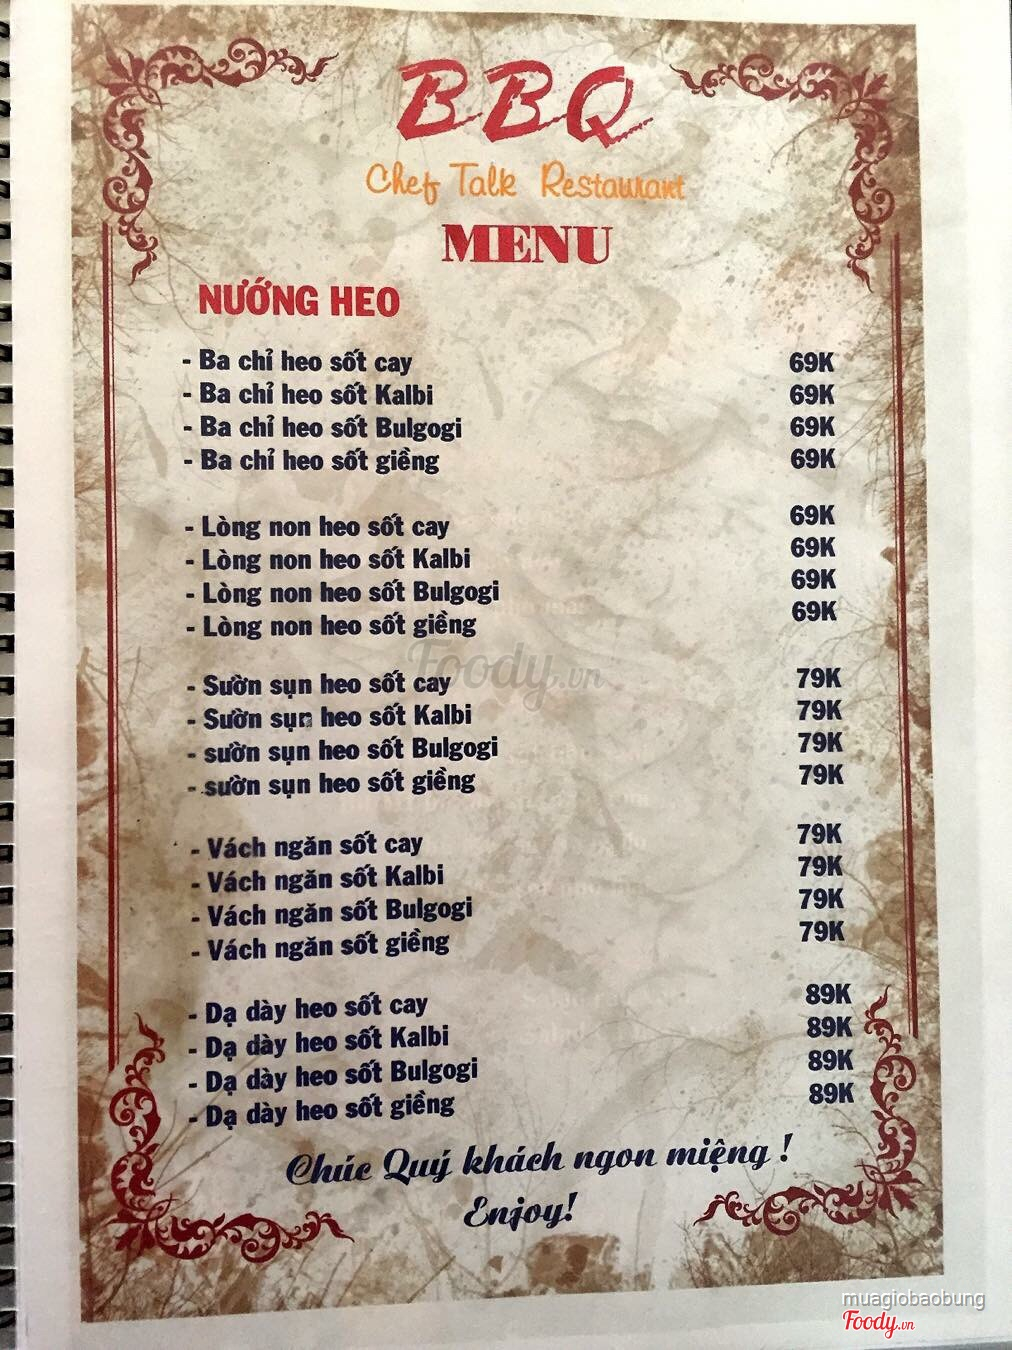 BBQ
Chef Talk Restaurant
MENU
NƯỚNG HEO
- Ba chỉ heo sốt cay 69K
- Ba chỉ heo sốt Kalbi 69K
- Ba chỉ heo sốt Bulgogi 69K
- Ba chỉ heo sốt giềng 69K
- Lòng non heo sốt cay 69K
- Lòng non heo sốt Kalbi 69K
- Lòng non heo sốt Bulgogi 69K
- Lòng non heo sốt giềng 69K
Foody.vn
- Sườn sụn heo sốt cay 79K
- Sườn sụn heo sốt Kalbi 79K
- sườn sụn heo sốt Bulgogi 79K
- sườn sụn heo sốt giềng 79K
- Vách ngăn sốt cay 79K
- Vách ngăn sốt Kalbi 79K
- Vách ngăn sốt Bulgogi 79K
- Vách ngăn sốt giềng 79K
- Dạ dày heo sốt cay 89K
- Dạ dày heo sốt Kalbi 89K
- Dạ dày heo sốt Bulgogi 89K
- Dạ dày heo sốt giềng 89K
Chúc Quý khách ngon miệng !
Enjoy!
muagiobaobung
Foody.vn